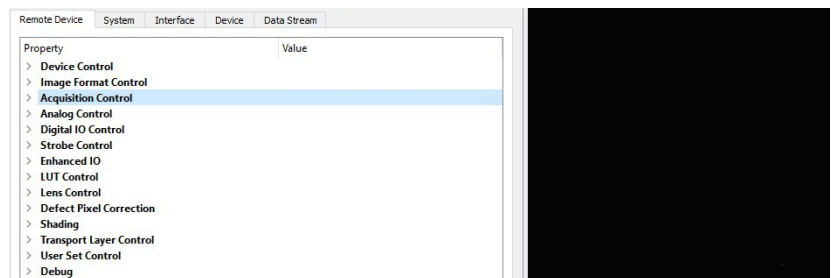 Remote Device System Interface Device Data Stream
Property Value
Device Control
Image Format Control
Acquisition Control
Analog Control
Digital IO Control
Strobe Control
Enhanced IO
LUT Control
Lens Control
Defect Pixel Correction
Shading
Transport Layer Control
User Set Control
Debug